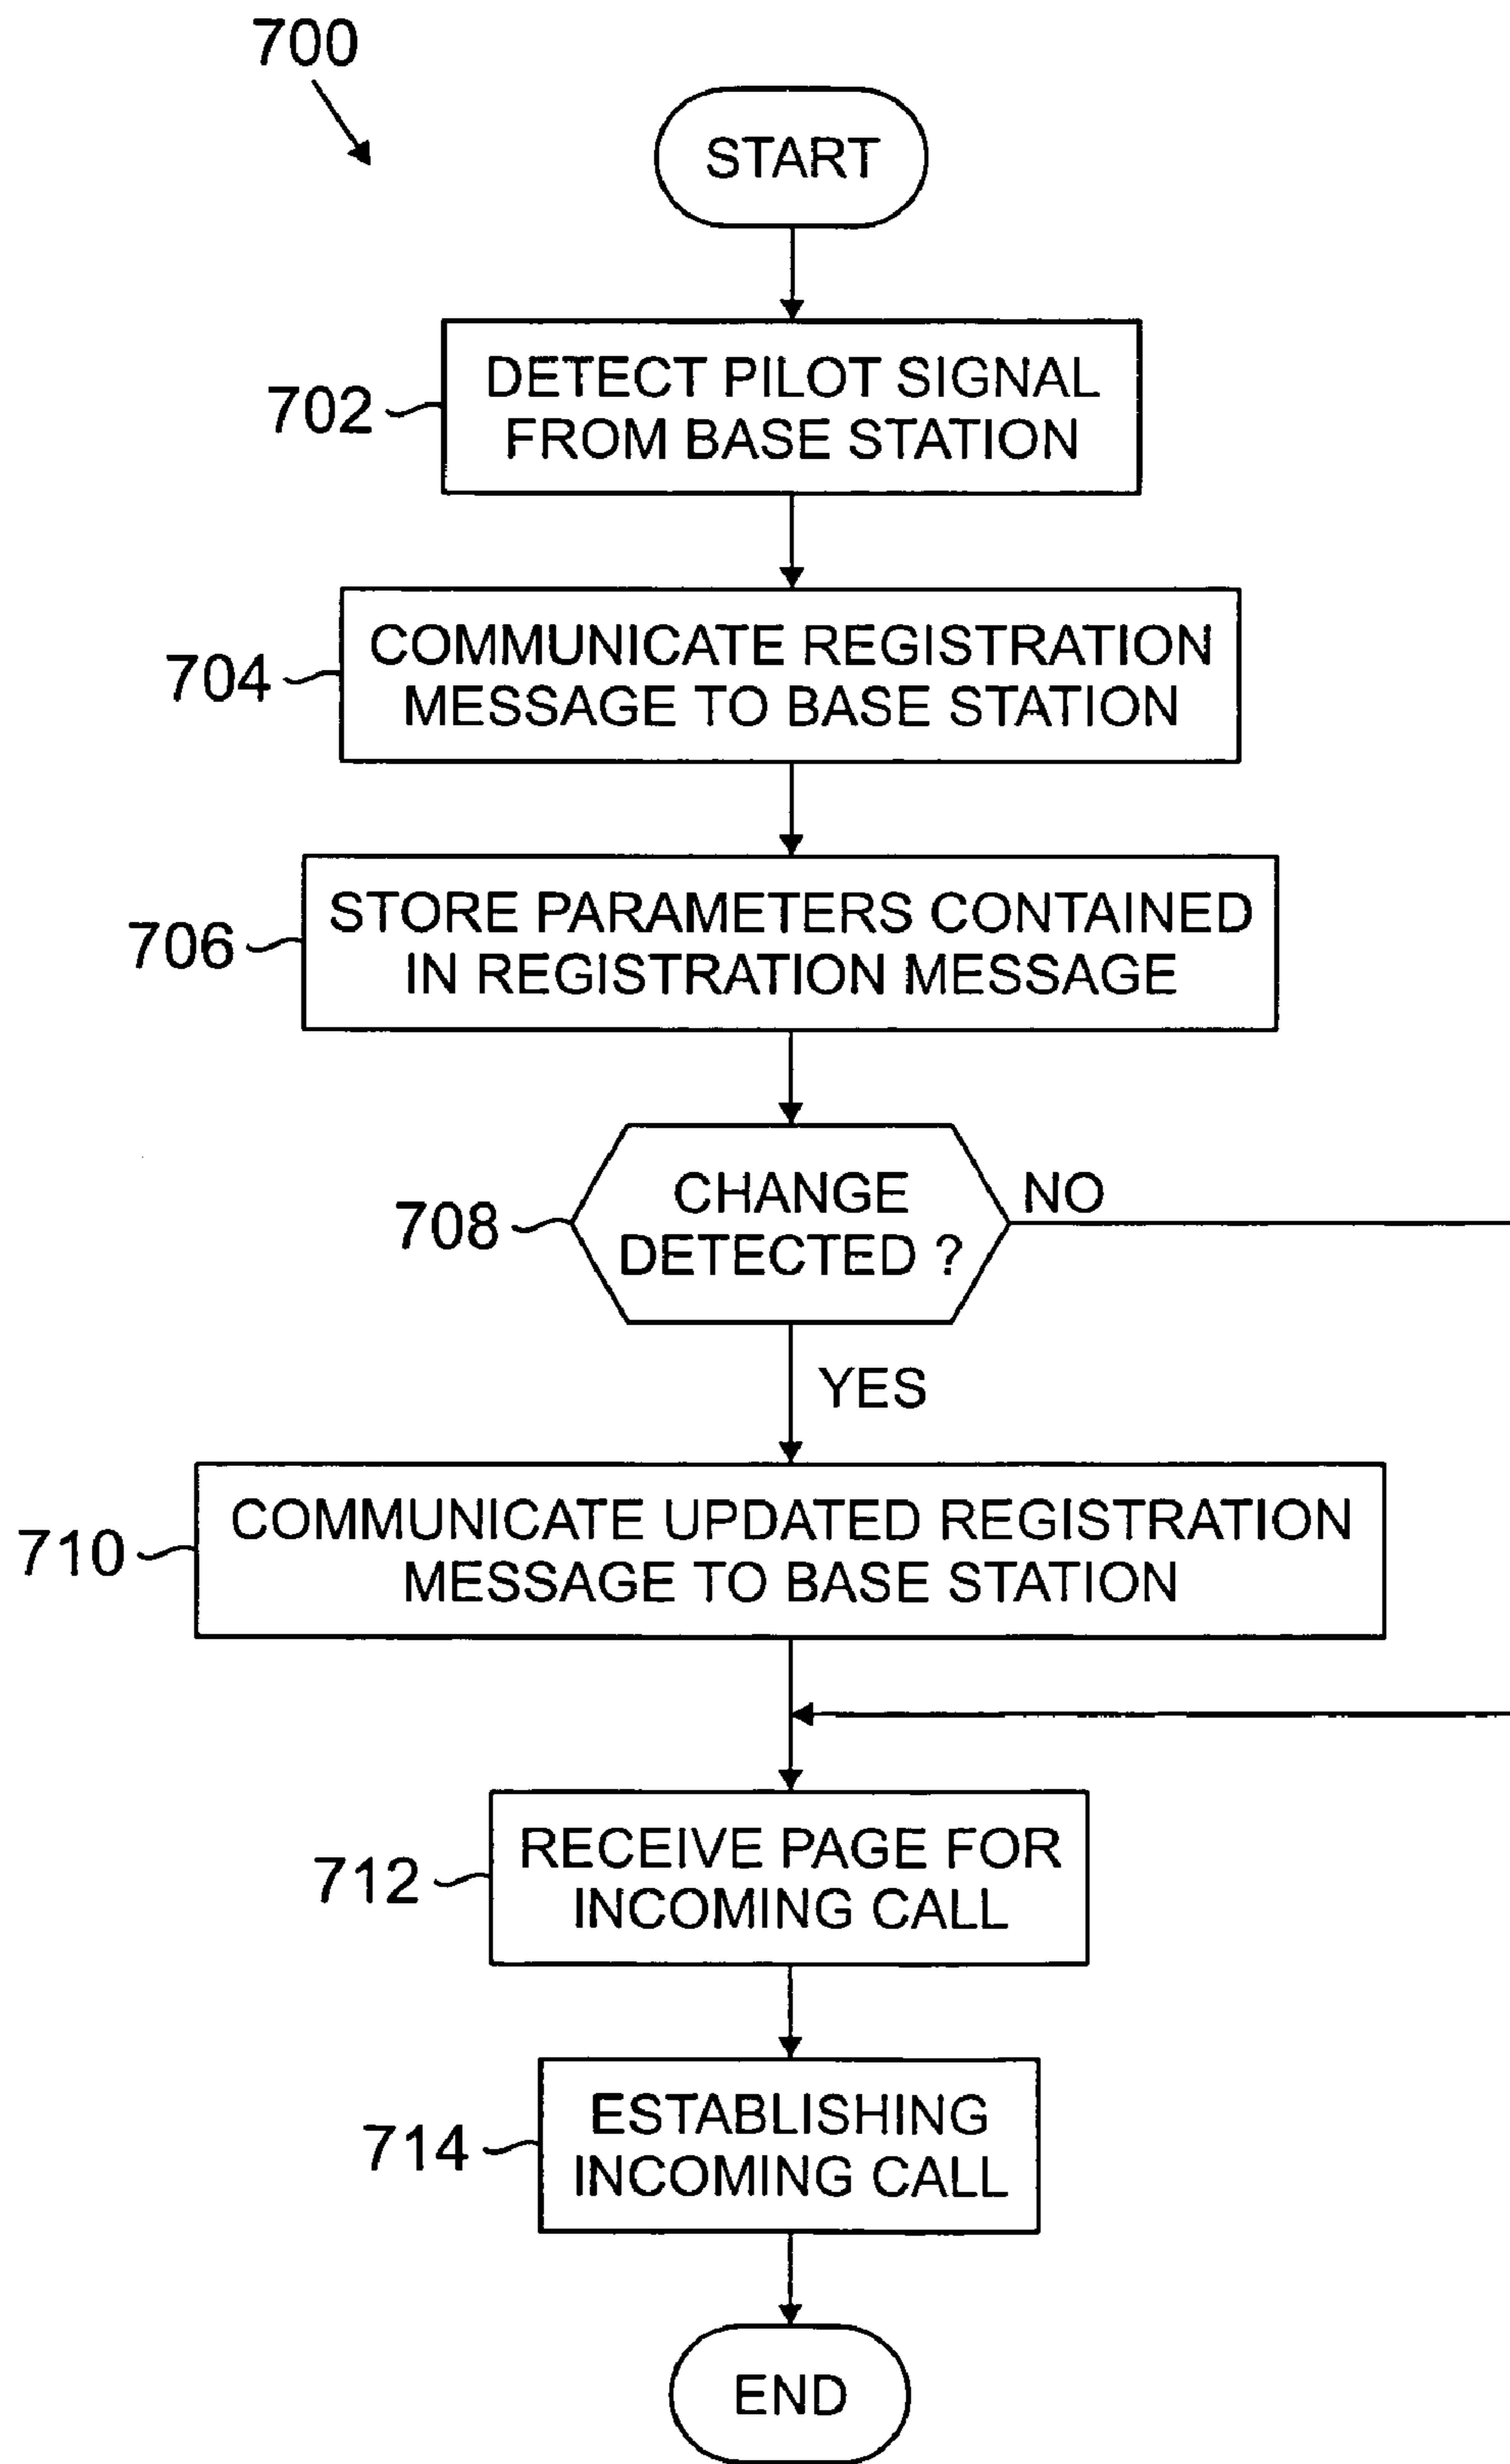 700
START
702
DETECT PILOT SIGNAL
FROM BASE STATION
704
COMMUNICATE REGISTRATION
MESSAGE TO BASE STATION
706
STORE PARAMETERS CONTAINED
IN REGISTRATION MESSAGE
708
CHANGE
DETECTED ?
NO
YES
710
COMMUNICATE UPDATED REGISTRATION
MESSAGE TO BASE STATION
712
RECEIVE PAGE FOR
INCOMING CALL
714
ESTABLISHING
INCOMING CALL
END